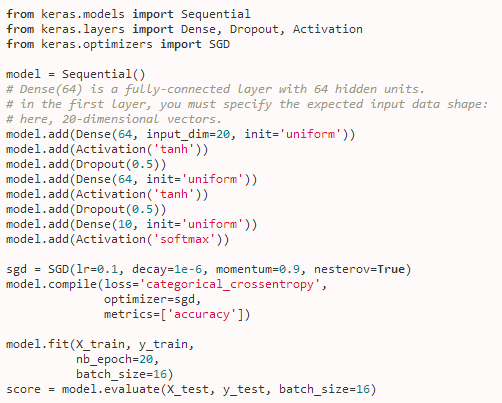 from keras.models import Sequential
from keras.layers import Dense, Dropout, Activation
from keras.optimizers import SGD

model = Sequential()
# Dense(64) is a fully-connected layer with 64 hidden units.
# in the first layer, you must specify the expected input data shape:
# here, 20-dimensional vectors.
model.add(Dense(64, input_dim=20, init='uniform'))
model.add(Activation('tanh'))
model.add(Dropout(0.5))
model.add(Dense(64, init='uniform'))
model.add(Activation('tanh'))
model.add(Dropout(0.5))
model.add(Dense(10, init='uniform'))
model.add(Activation('softmax'))

sgd = SGD(lr=0.1, decay=1e-6, momentum=0.9, nesterov=True)
model.compile(loss='categorical_crossentropy',
              optimizer=sgd,
              metrics=['accuracy'])

model.fit(X_train, y_train,
          nb_epoch=20,
          batch_size=16)
score = model.evaluate(X_test, y_test, batch_size=16)